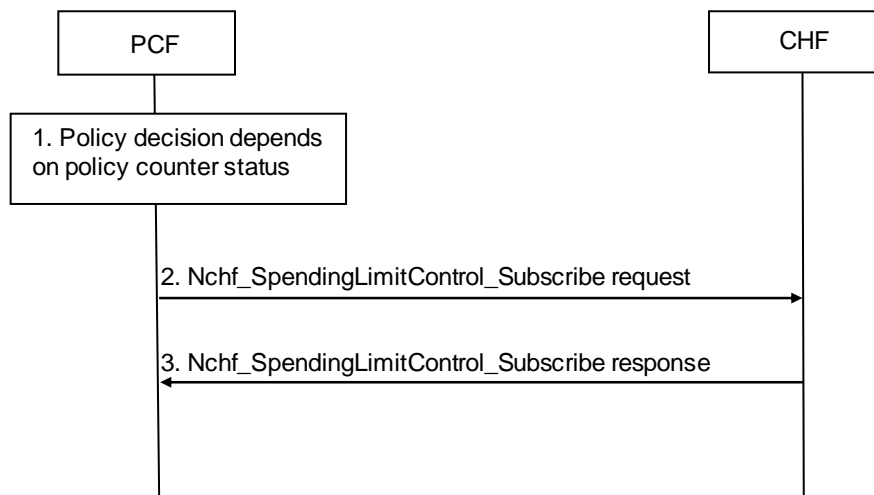 PCF
CHF
1. Policy decision depends
on policy counter status
2. Nchf_SpendingLimitControl_Subscribe request
3. Nchf_SpendingLimitControl_Subscribe response